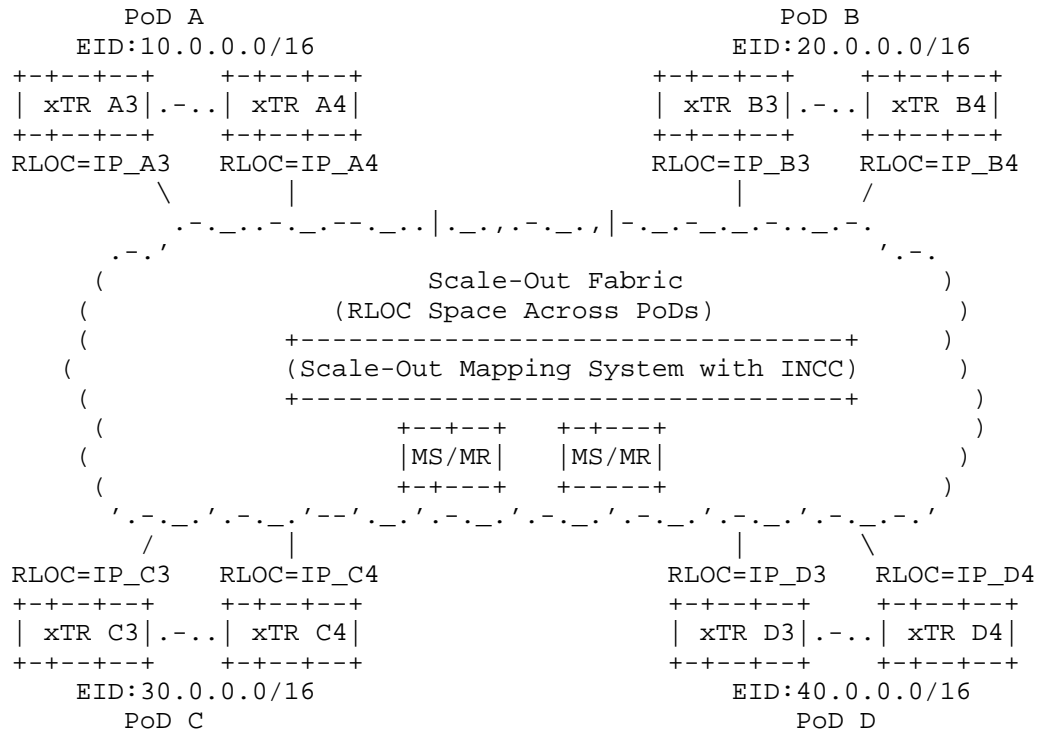 PoD A PoD B
EID:10.0.0.0/16 EID:20.0.0.0/16
xTR A3 xTR A4 xTR B3 xTR B4
RLOC=IP_A3 RLOC=IP_A4 RLOC=IP_B3 RLOC=IP_B4
Scale-Out Fabric
(RLOC Space Across PoDs)
(Scale-Out Mapping System with INCC)
MS/MR MS/MR
RLOC=IP_C3 RLOC=IP_C4 RLOC=IP_D3 RLOC=IP_D4
xTR C3 xTR C4 xTR D3 xTR D4
EID:30.0.0.0/16 EID:40.0.0.0/16
PoD C PoD D